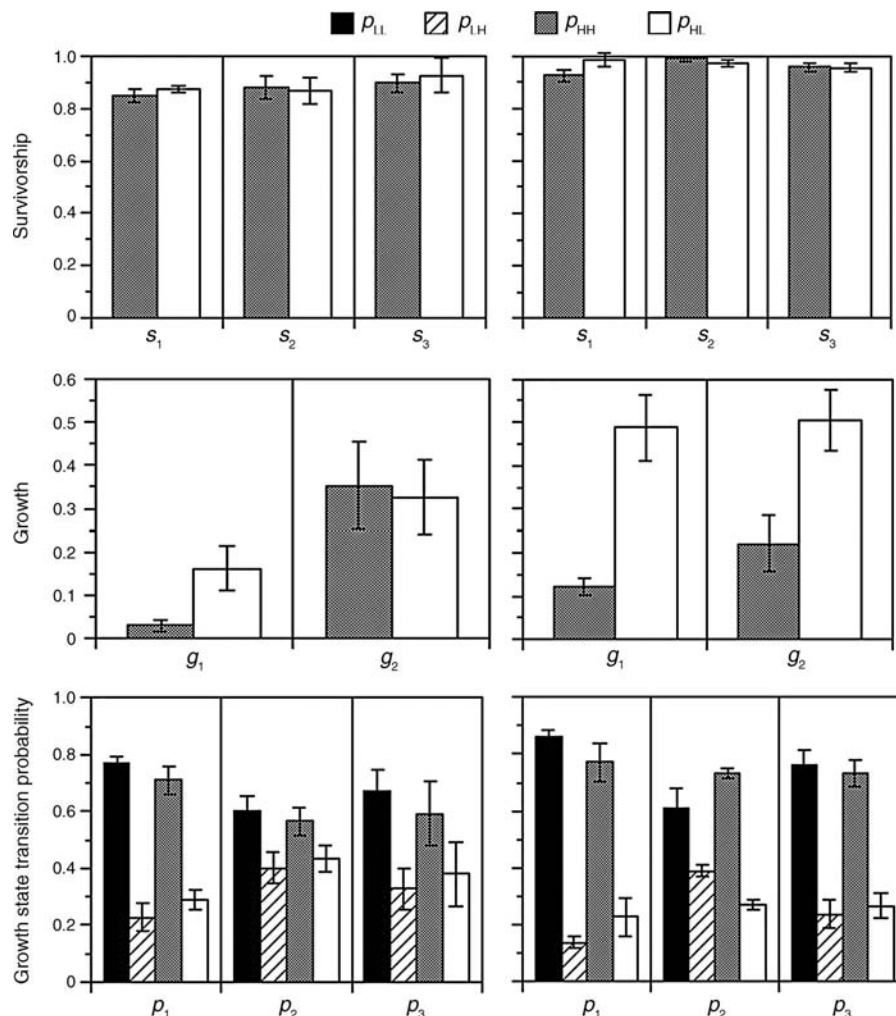 p_LL p_LH p_HH p_HL
Survivorship
1.0
0.8
0.6
0.4
0.2
0
s_1 s_2 s_3 s_1 s_2 s_3
Growth
0.6
0.5
0.4
0.3
0.2
0.1
0
g_1 g_2 g_1 g_2
Growth state transition probability
1.0
0.8
0.6
0.4
0.2
0
p_1 p_2 p_3 p_1 p_2 p_3